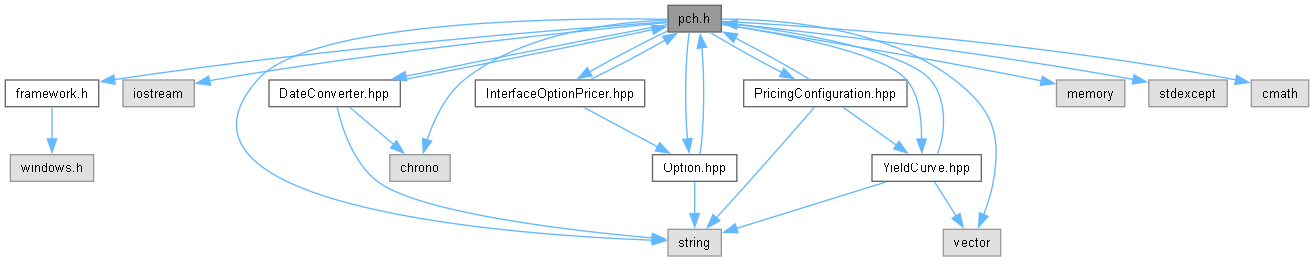 pch.h
framework.h
iostream
DateConverter.hpp
InterfaceOptionPricer.hpp
PricingConfiguration.hpp
memory
stdexcept
cmath
windows.h
chrono
Option.hpp
YieldCurve.hpp
string
vector